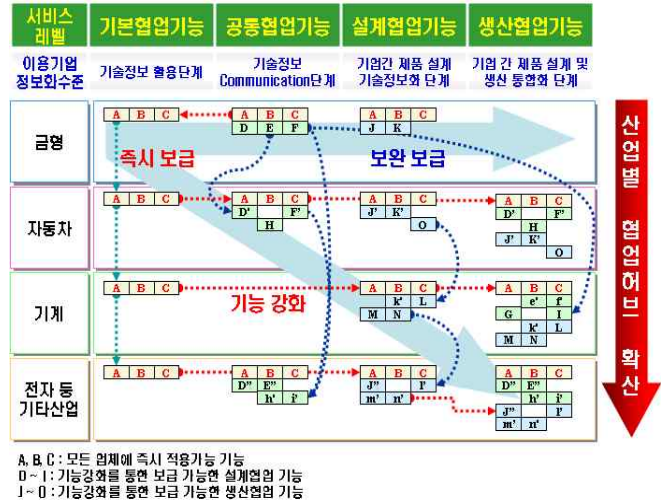 서비스 레벨
기본협업기능
공통협업기능
설계협업기능
생산협업기능
이용기업 정보화수준
기술정보 활용단계
기술정보 Communication단계
기업간 제품 설계 기술정보화 단계
기업 간 제품 설계 및 생산 통합화 단계
금형
A B C
A B C
D E F
A B C
J K
즉시 보급
보완 보급
자동차
A B C
A B C
D' F'
H
A B C
J' K'
O
A B C
D' F"
H
J' K'
O
기계
A B C
기능 강화
A B C
k' L
M N
A B C
e' f'
G I
k' L
M N
전자 등 기타산업
A B C
A B C
D" E"
h' i'
A B C
J" l'
m' n'
A B C
D" E"
h' i'
J" l'
m' n'
산업별 협업허브 확산
A, B, C : 모든 업체에 즉시 적용가능 기능
D ~ I : 기능강화를 통한 보급 가능한 설계협업 기능
J ~ O : 기능강화를 통한 보급 가능한 생산협업 기능